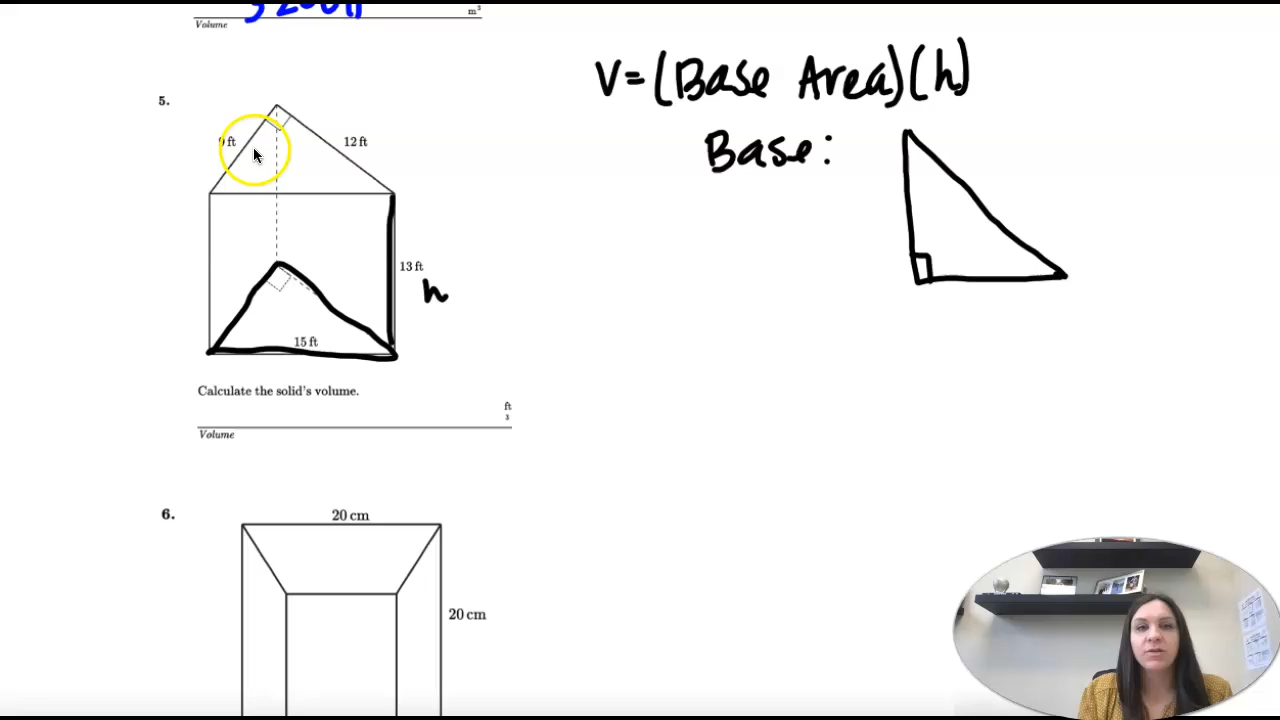 m³
Volume
V=(Base Area)(h)
5.
ft
12 ft
Base:
13 ft
h
15 ft
Calculate the solid's volume.
ft
3
Volume
6.
20 cm
20 cm